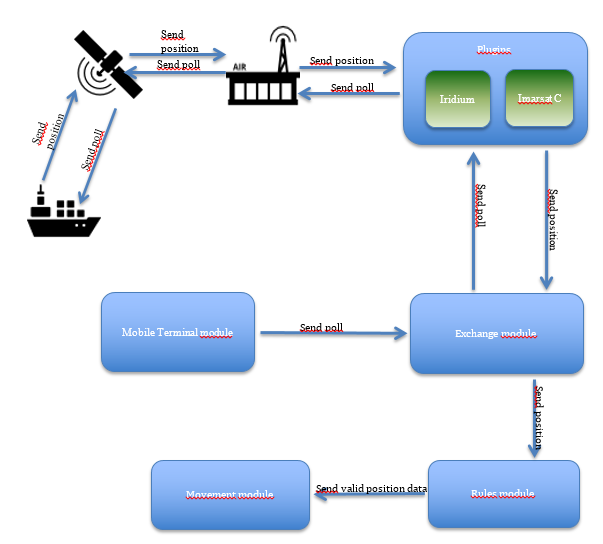 Send
position
Send poll
AIR
Send position
Send poll
Plugins
Iridium
Imarsat C
Send
position
Send poll
Send poll
Send position
Mobile Terminal module
Send poll
Exchange module
Send position
Movement module
Send valid position data
Rules module